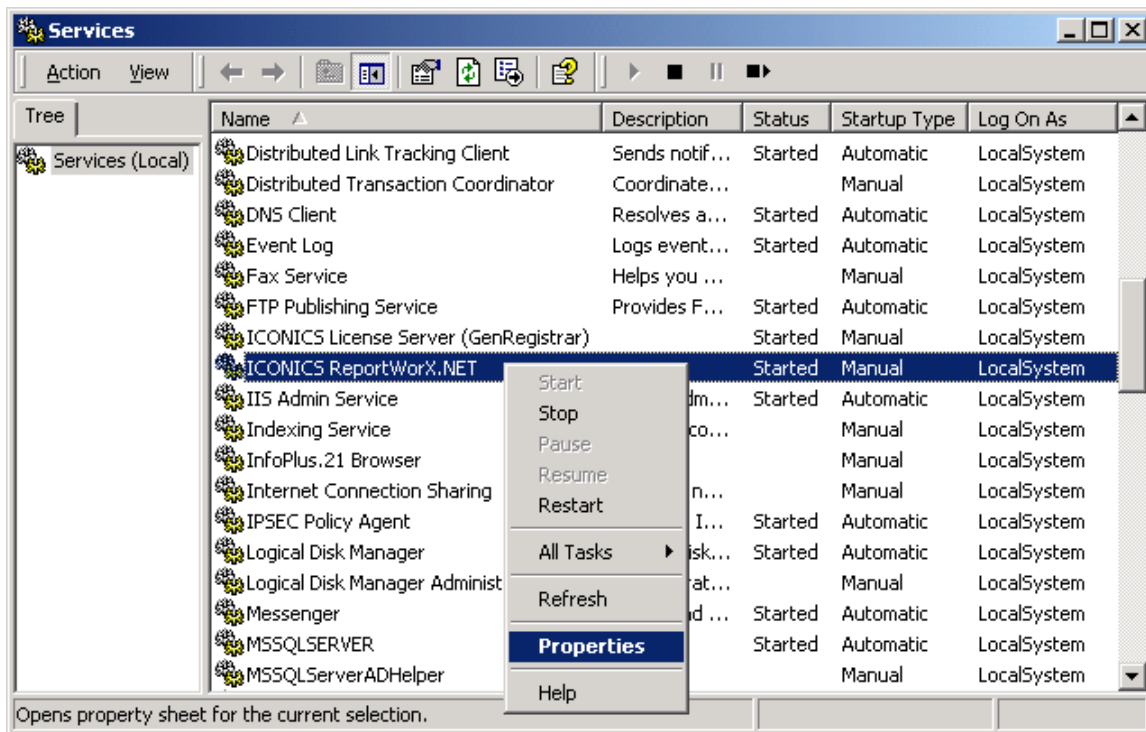 Services
Action View
Tree
Name Description Status Startup Type Log On As
Services (Local)
Distributed Link Tracking Client Sends notif... Started Automatic LocalSystem
Distributed Transaction Coordinator Coordinate... Manual LocalSystem
DNS Client Resolves a... Started Automatic LocalSystem
Event Log Logs event... Started Automatic LocalSystem
Fax Service Helps you ... Manual LocalSystem
FTP Publishing Service Provides F... Started Automatic LocalSystem
ICONICS License Server (GenRegistrar) Started Manual LocalSystem
ICONICS ReportWorX.NET Started Manual LocalSystem
IIS Admin Service dm... Started Automatic LocalSystem
Indexing Service co... Manual LocalSystem
InfoPlus.21 Browser Manual LocalSystem
Internet Connection Sharing n... Manual LocalSystem
IPSEC Policy Agent I... Started Automatic LocalSystem
Logical Disk Manager isk... Started Automatic LocalSystem
Logical Disk Manager Administ rat... Manual LocalSystem
Messenger nd ... Started Automatic LocalSystem
MSSQLSERVER Started Automatic LocalSystem
MSSQLServerADHelper Manual LocalSystem
Start
Stop
Pause
Resume
Restart
All Tasks
Refresh
Properties
Help
Opens property sheet for the current selection.